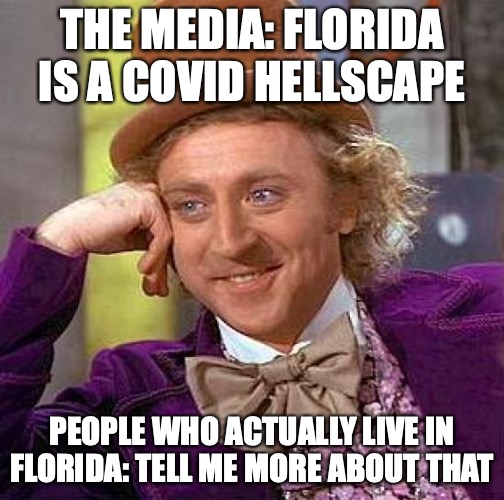 THE MEDIA: FLORIDA
IS A COVID HELLSCAPE
PEOPLE WHO ACTUALLY LIVE IN
FLORIDA: TELL ME MORE ABOUT THAT